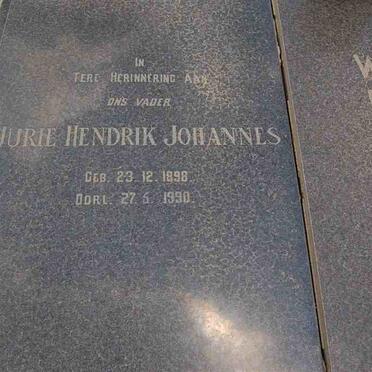 IN
TERE HERINNERING AAN
ONS VADER
JURIE HENDRIK JOHANNES
GEB. 23.12.1898
OORL. 27.5.1990.
W